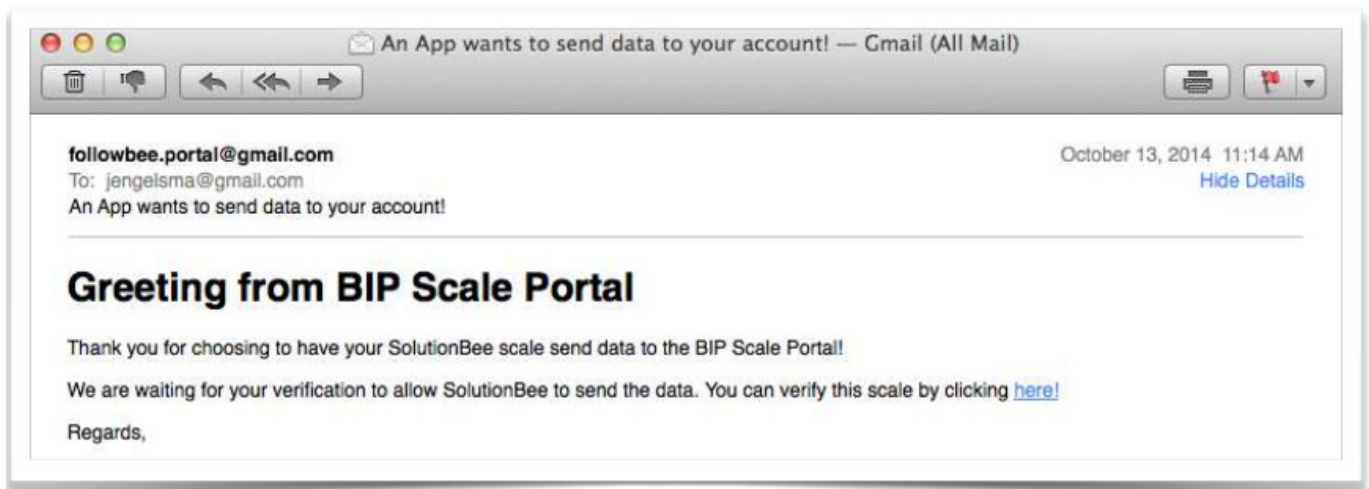 An App wants to send data to your account! — Gmail (All Mail)
followbee.portal@gmail.com
October 13, 2014 11:14 AM
To: jengelsma@gmail.com
Hide Details
An App wants to send data to your account!
Greeting from BIP Scale Portal
Thank you for choosing to have your SolutionBee scale send data to the BIP Scale Portal!
We are waiting for your verification to allow SolutionBee to send the data. You can verify this scale by clicking here!
Regards,